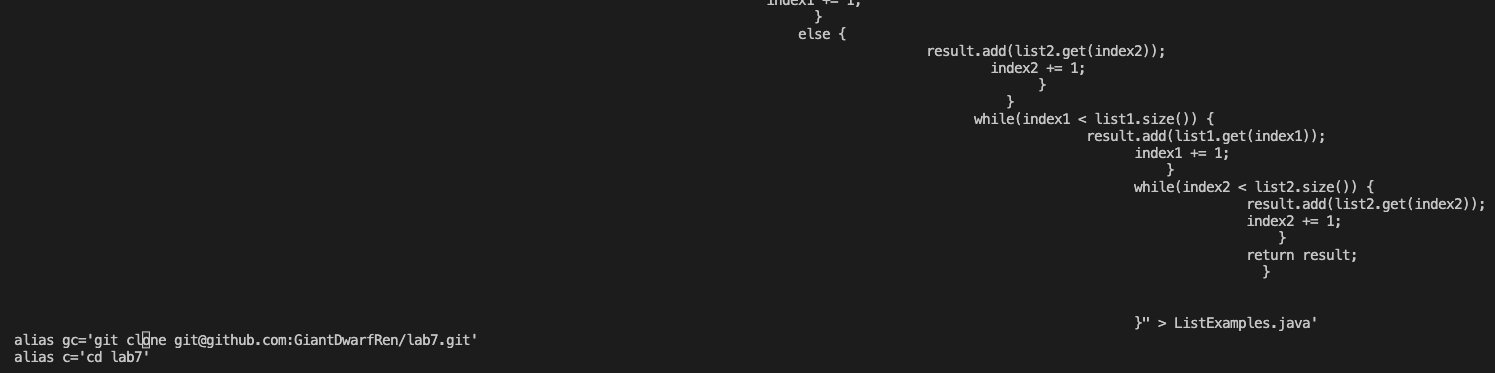 index1 += 1;
}
else {
result.add(list2.get(index2));
index2 += 1;
}
}
while(index1 < list1.size()) {
result.add(list1.get(index1));
index1 += 1;
}
while(index2 < list2.size()) {
result.add(list2.get(index2));
index2 += 1;
}
return result;
}
}" > ListExamples.java'
alias gc='git clone git@github.com:GiantDwarfRen/lab7.git'
alias c='cd lab7'